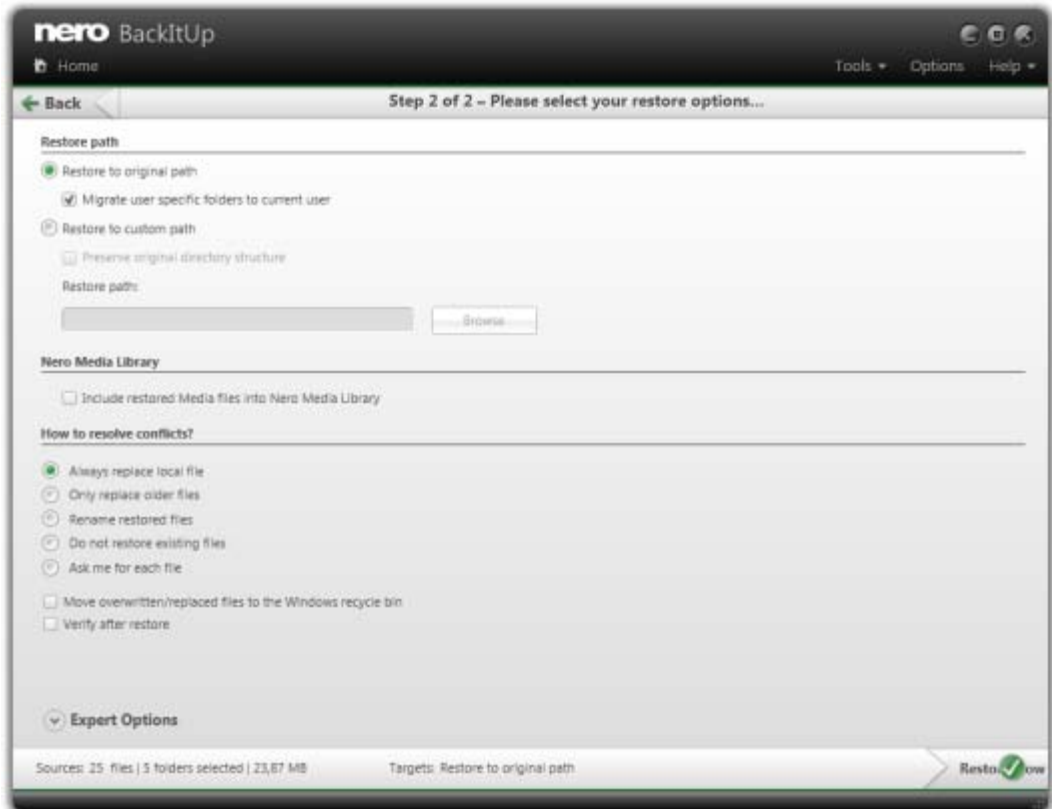 nero BackItUp
Home
Tools Options Help
Back
Step 2 of 2 – Please select your restore options...
Restore path
Restore to original path
Migrate user specific folders to current user
Restore to custom path
Preserve original directory structure
Restore path:
Browse
Nero Media Library
Include restored Media files into Nero Media Library
How to resolve conflicts?
Always replace local file
Only replace older files
Rename restored files
Do not restore existing files
Ask me for each file
Move overwritten/replaced files to the Windows recycle bin
Verify after restore
Expert Options
Sources: 25 files | 5 folders selected | 23,87 MB
Targets: Restore to original path
Resto ow